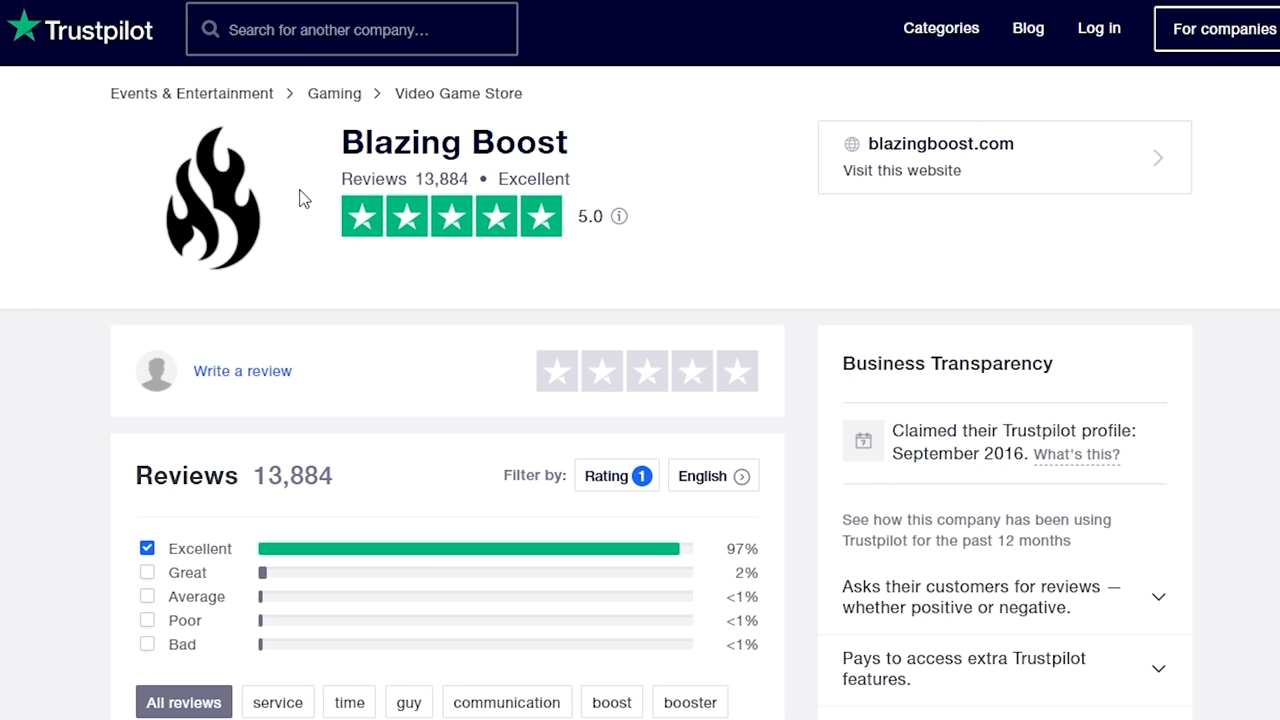 Trustpilot
Search for another company...
Categories
Blog
Log in
For companies
Events & Entertainment > Gaming > Video Game Store
Blazing Boost
Reviews 13,884 • Excellent
5.0
blazingboost.com
Visit this website
Write a review
Reviews 13,884
Filter by: Rating 1 English
Excellent 97%
Great 2%
Average <1%
Poor <1%
Bad <1%
All reviews service time guy communication boost booster
Business Transparency
Claimed their Trustpilot profile:
September 2016. What's this?
See how this company has been using
Trustpilot for the past 12 months
Asks their customers for reviews —
whether positive or negative.
Pays to access extra Trustpilot
features.